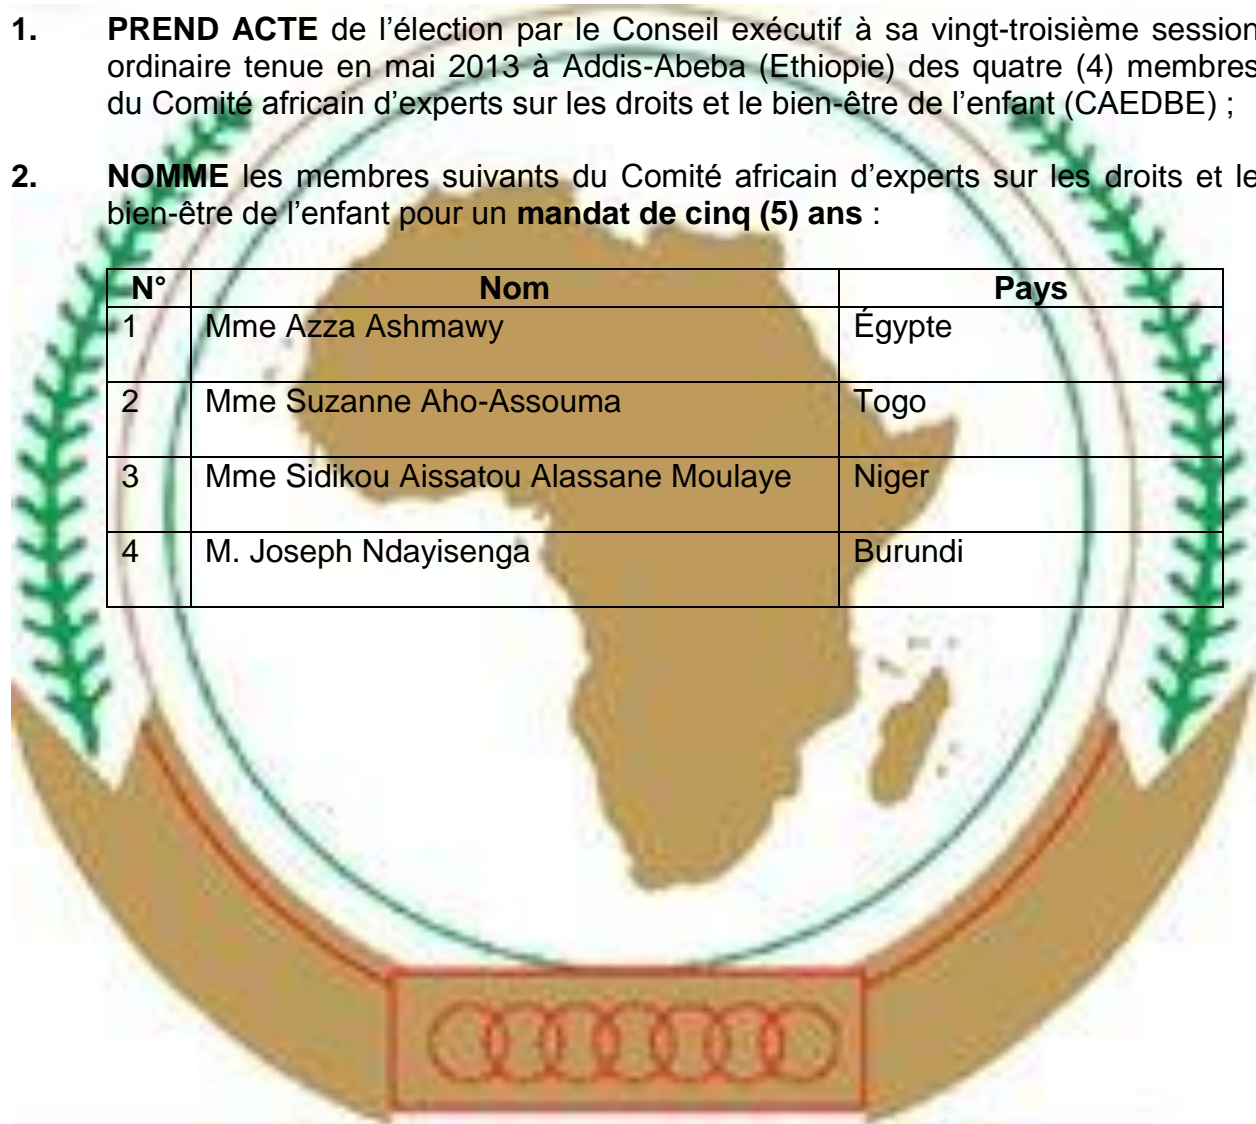 1. PREND ACTE de l’élection par le Conseil exécutif à sa vingt-troisième session
ordinaire tenue en mai 2013 à Addis-Abeba (Ethiopie) des quatre (4) membres
du Comité africain d’experts sur les droits et le bien-être de l’enfant (CAEDBE) ;
2. NOMME les membres suivants du Comité africain d’experts sur les droits et le
bien-être de l’enfant pour un mandat de cinq (5) ans :
N° Nom Pays
1 Mme Azza Ashmawy Égypte
2 Mme Suzanne Aho-Assouma Togo
3 Mme Sidikou Aissatou Alassane Moulaye Niger
4 M. Joseph Ndayisenga Burundi